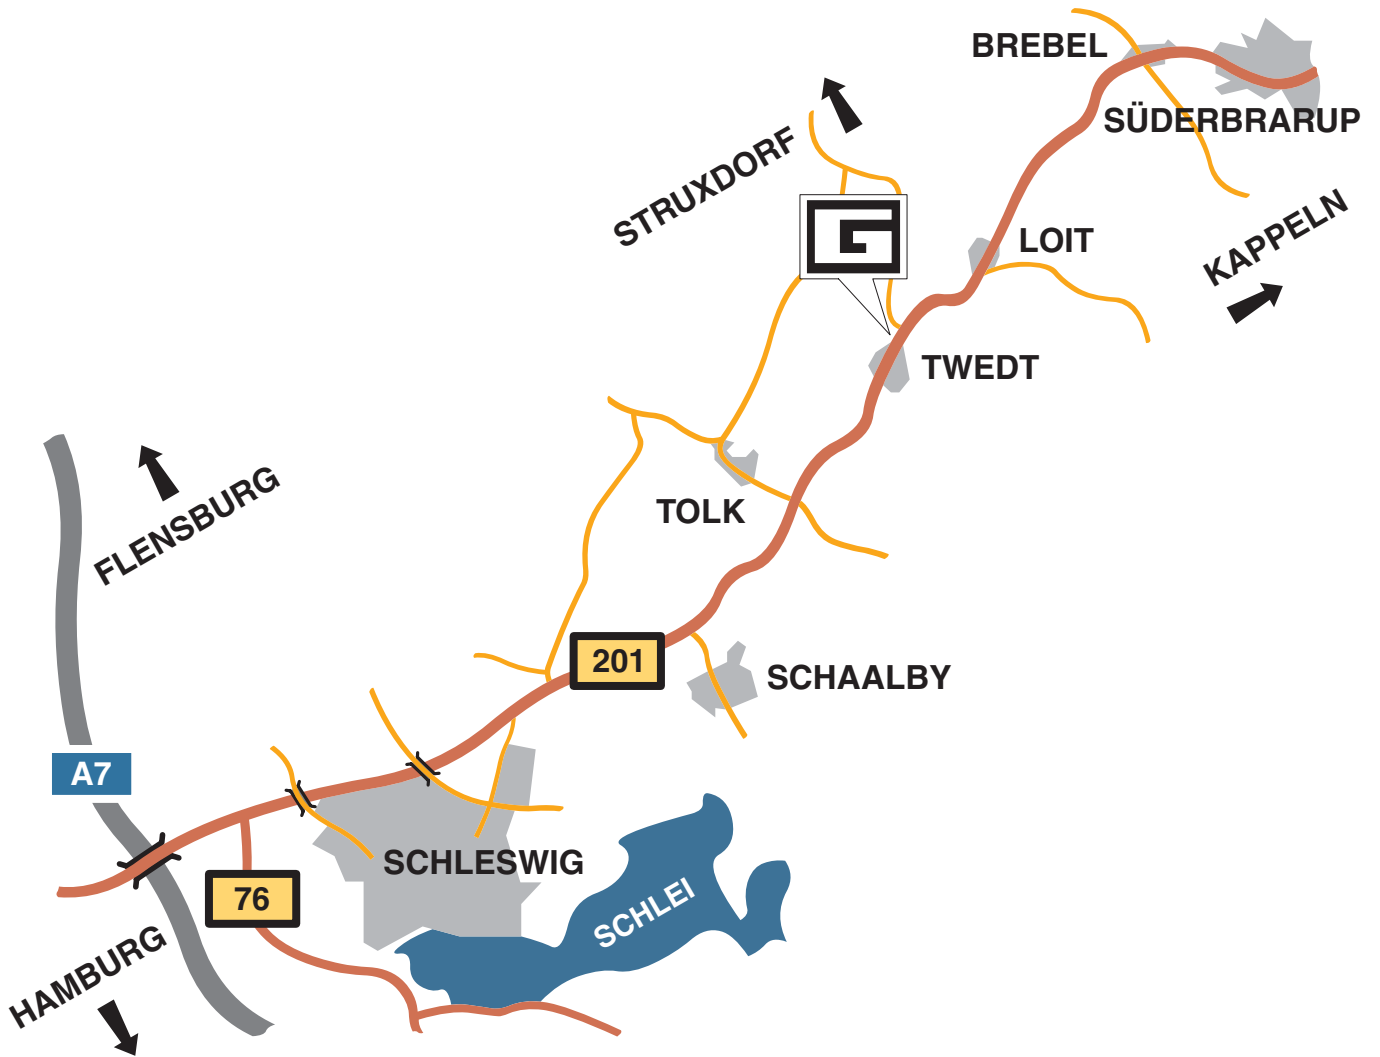 BREBEL
SÜDERBRARUP
STRUXDORF
KAPPELN
LOIT
G
TWEDT
FLENSBURG
TOLK
201
SCHAALBY
A7
SCHLESWIG
76
SCHLEI
HAMBURG